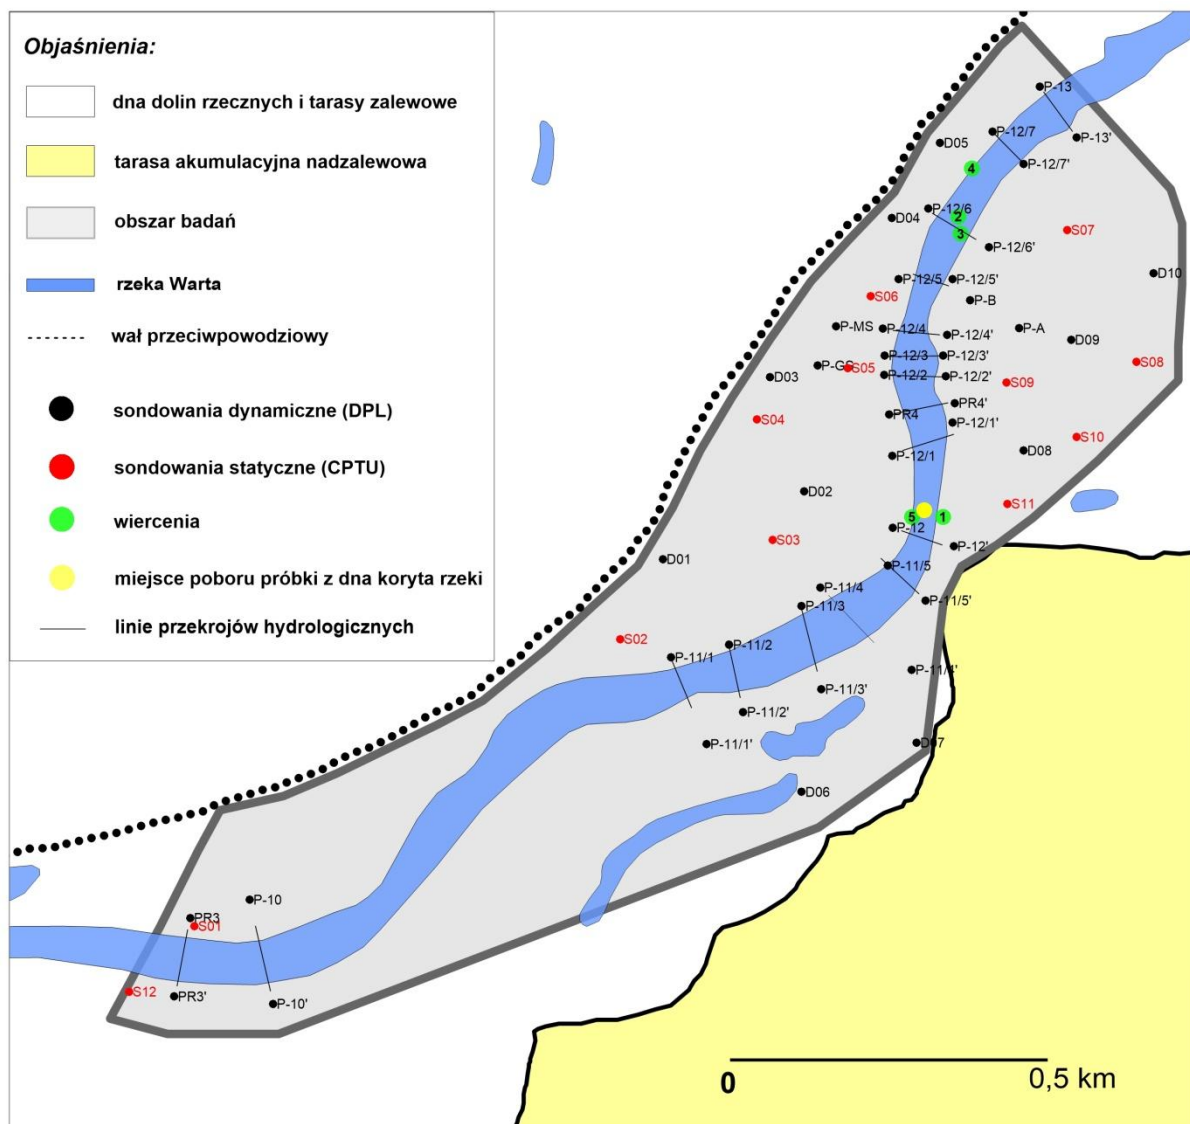 Objaśnienia:
dna dolin rzecznych i tarasy zalewowe
tarasa akumulacyjna nadzalewowa
obszar badań
rzeka Warta
wał przeciwpowodziowy
sondowania dynamiczne (DPL)
sondowania statyczne (CPTU)
wiercenia
miejsce poboru próbki z dna koryta rzeki
linie przekrojów hydrologicznych
P-13
P-12/7
P-13'
D05
P-12/7'
4
P-12/6
D04
2
S07
3
P-12/6'
D10
P-12/5
P-12/5'
S06
P-B
P-MS
P-12/4
P-12/4'
P-A
D09
P-12/3
P-12/3'
P-GS
S05
S08
D03
P-12/2
P-12/2'
S09
PR4
PR4'
S04
P-12/1'
S10
P-12/1
D08
D02
S11
5
1
P-12
S03
P-12'
D01
P-11/5
P-11/4
P-11/5'
P-11/3
S02
P-11/2
P-11/1
P-11/4'
P-11/3'
P-11/2'
P-11/1'
D07
D06
P-10
PR3
S01
S12
PR3'
P-10'
0
0,5 km